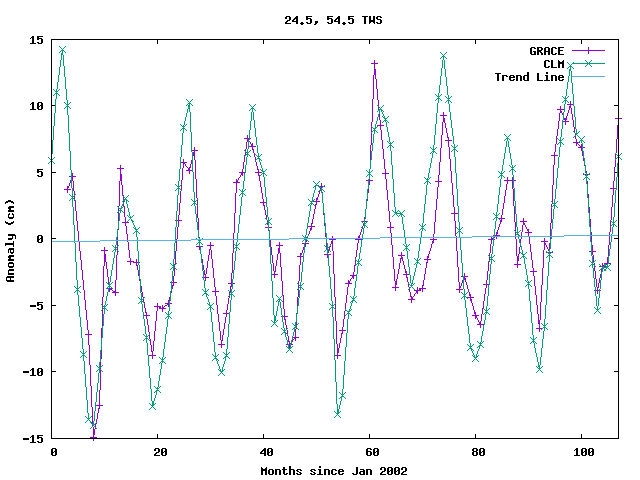 24.5, 54.5 TWS
GRACE
CLM
Trend Line
15
10
5
0
-5
-10
-15
Anomaly (cm)
0 20 40 60 80 100
Months since Jan 2002